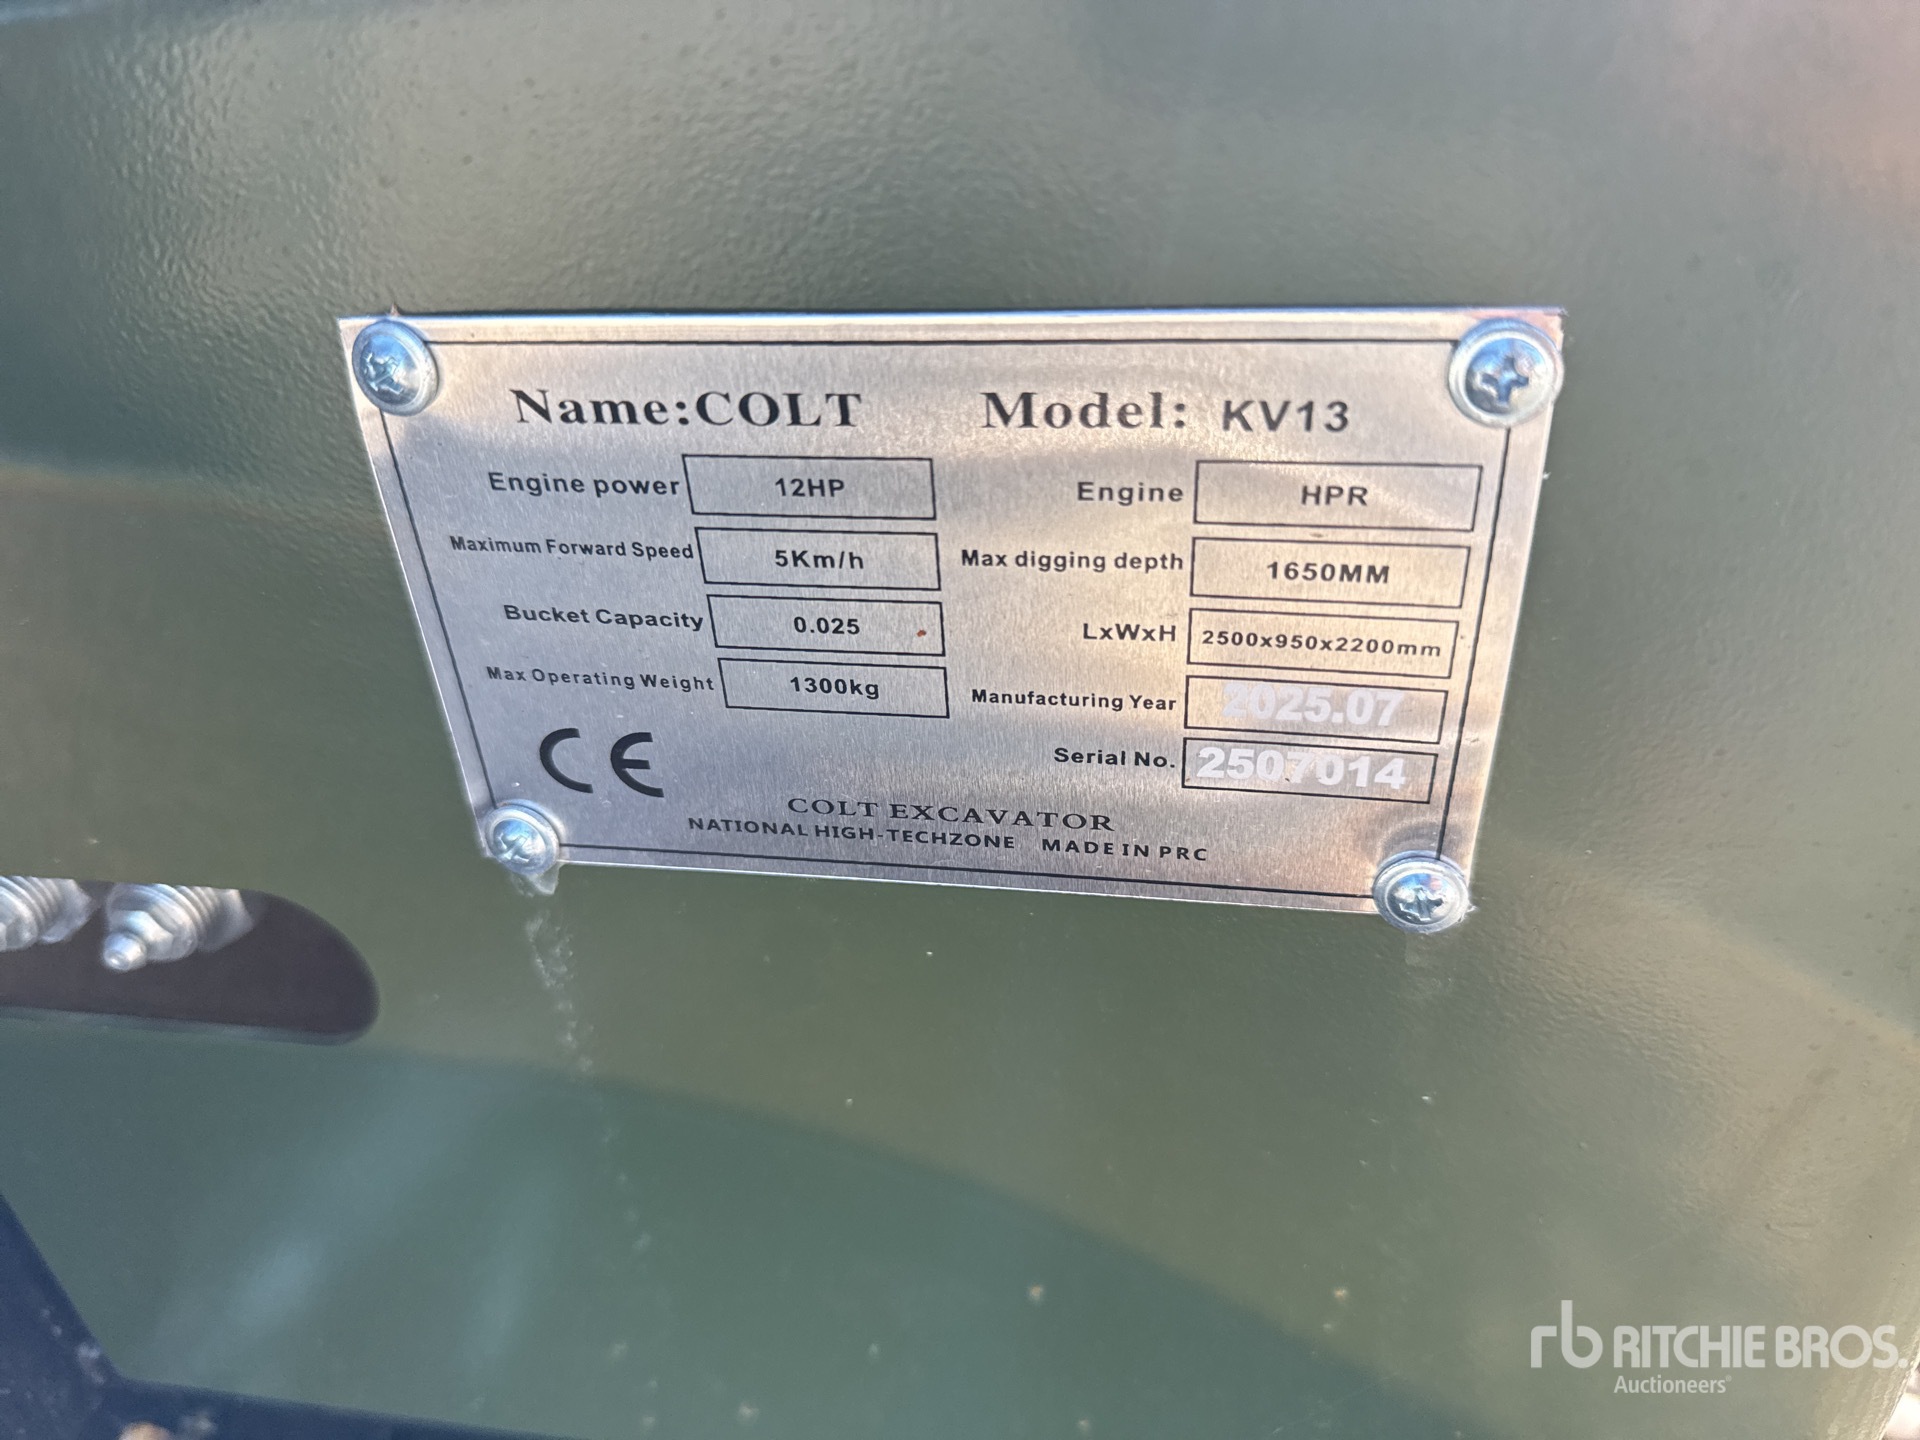 Name:COLT Model: KV13
Engine power 12HP Engine HPR
Maximum Forward Speed 5Km/h Max digging depth 1650MM
Bucket Capacity 0.025 LxWxH 2500x950x2200mm
Max Operating Weight 1300kg Manufacturing Year 2025.07
CE Serial No. 2507014
COLT EXCAVATOR
NATIONAL HIGH-TECHZONE MADE IN PRC
rb RITCHIE BROS.
Auctioneers